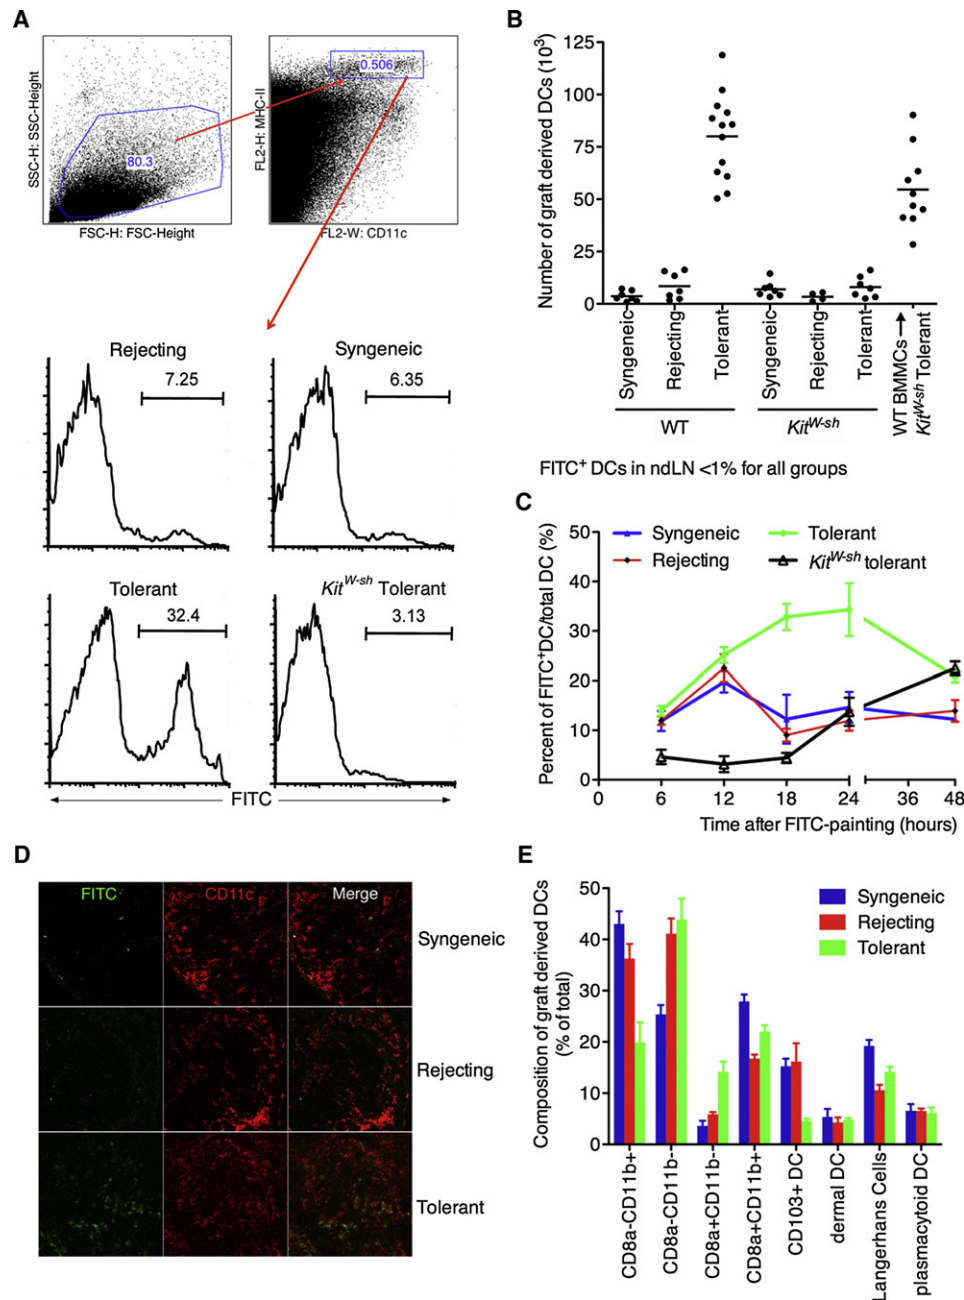 A
SSC-H: SSC-Height
80.3
FSC-H: FSC-Height
FL2-H: MHC-II
0.506
FL2-W: CD11c
Rejecting
7.25
Syngeneic
6.35
Tolerant
32.4
KitW-sh Tolerant
3.13
FITC
B
Number of graft derived DCs (10³)
125
100
75
50
25
0
Syngeneic
Rejecting
Tolerant
Syngeneic
Rejecting
Tolerant
WT BMMCs →
KitW-sh Tolerant
WT
KitW-sh
FITC+ DCs in ndLN <1% for all groups
C
Percent of FITC+DC/total DC (%)
50
40
30
20
10
0
Syngeneic
Rejecting
Tolerant
KitW-sh tolerant
0 6 12 18 24 36 48
Time after FITC-painting (hours)
D
FITC
CD11c
Merge
Syngeneic
Rejecting
Tolerant
E
Composition of graft derived DCs
(% of total)
50
40
30
20
10
0
Syngeneic
Rejecting
Tolerant
CD8a-CD11b+
CD8a-CD11b-
CD8a+CD11b-
CD8a+CD11b+
CD103+ DC
dermal DC
Langerhans Cells
plasmacytoid DC